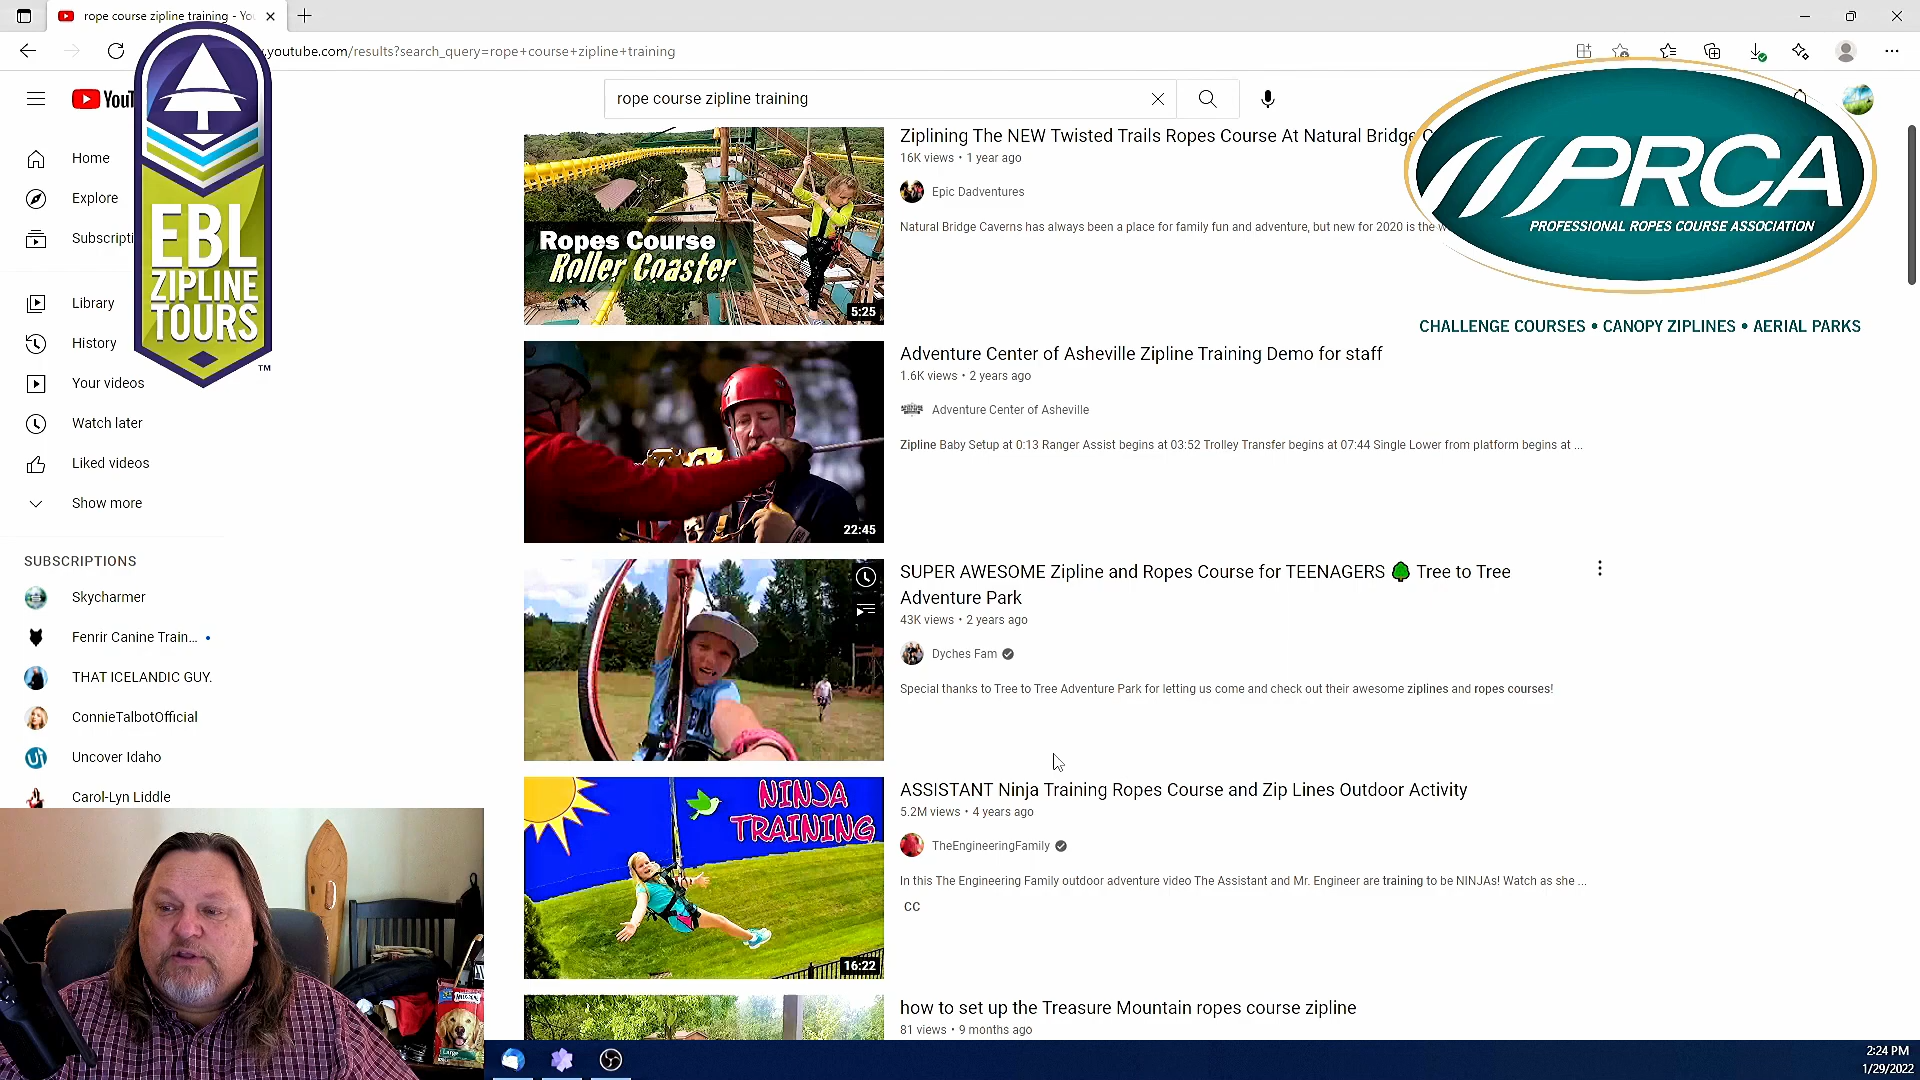 rope course zipline training - Yo
youtube.com/results?search_query=rope+course+zipline+training
YouT
rope course zipline training
Home
Explore
Subscripti
Library
History
Your videos
Watch later
Liked videos
Show more
SUBSCRIPTIONS
Skycharmer
Fenrir Canine Train...
THAT ICELANDIC GUY.
ConnieTalbotOfficial
Uncover Idaho
Carol-Lyn Liddle
EBL
ZIPLINE
TOURS
TM
Ropes Course
Roller Coaster
5:25
Ziplining The NEW Twisted Trails Ropes Course At Natural Bridge C
16K views • 1 year ago
Epic Dadventures
Natural Bridge Caverns has always been a place for family fun and adventure, but new for 2020 is the w
PRCA
PROFESSIONAL ROPES COURSE ASSOCIATION
CHALLENGE COURSES • CANOPY ZIPLINES • AERIAL PARKS
22:45
Adventure Center of Asheville Zipline Training Demo for staff
1.6K views • 2 years ago
Adventure Center of Asheville
Zipline Baby Setup at 0:13 Ranger Assist begins at 03:52 Trolley Transfer begins at 07:44 Single Lower from platform begins at ...
SUPER AWESOME Zipline and Ropes Course for TEENAGERS 🌳 Tree to Tree
Adventure Park
43K views • 2 years ago
Dyches Fam
Special thanks to Tree to Tree Adventure Park for letting us come and check out their awesome ziplines and ropes courses!
NINJA
TRAINING
16:22
ASSISTANT Ninja Training Ropes Course and Zip Lines Outdoor Activity
5.2M views • 4 years ago
TheEngineeringFamily
In this The Engineering Family outdoor adventure video The Assistant and Mr. Engineer are training to be NINJAs! Watch as she ...
CC
how to set up the Treasure Mountain ropes course zipline
81 views • 9 months ago
2:24 PM
1/29/2022